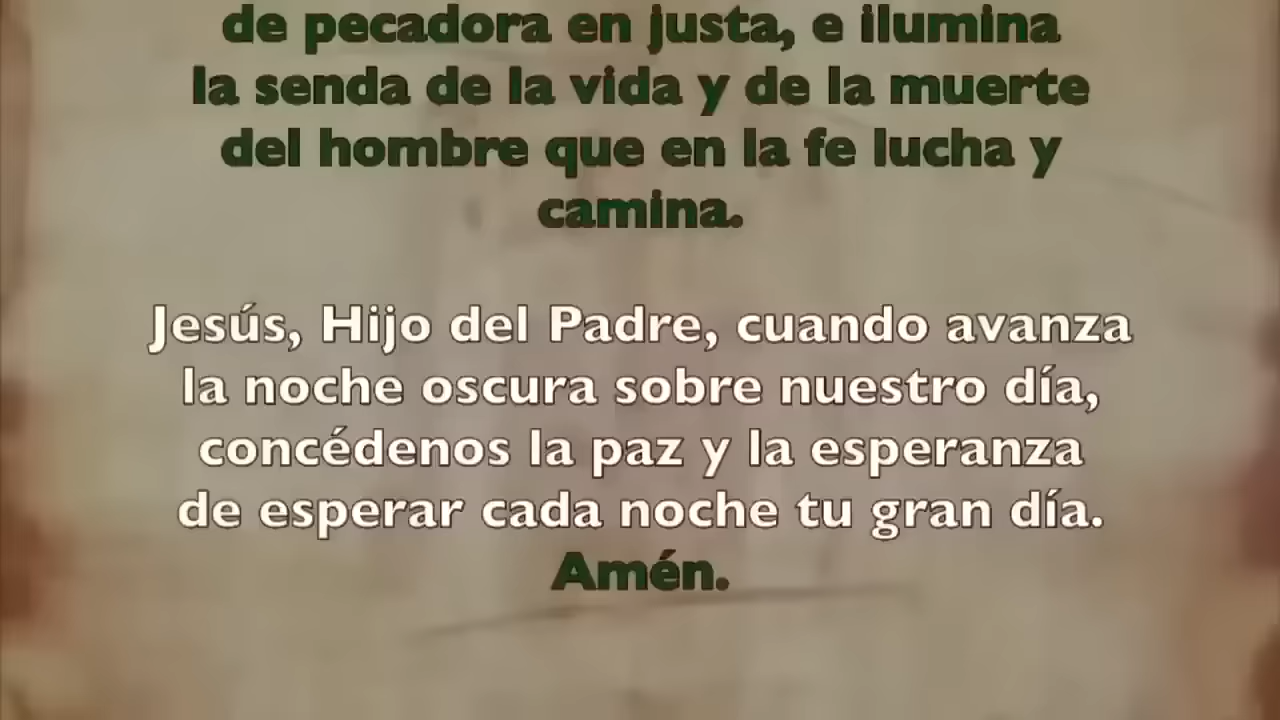 de pecadora en justa, e ilumina
la senda de la vida y de la muerte
del hombre que en la fe lucha y
camina.
Jesús, Hijo del Padre, cuando avanza
la noche oscura sobre nuestro día,
concédenos la paz y la esperanza
de esperar cada noche tu gran día.
Amén.